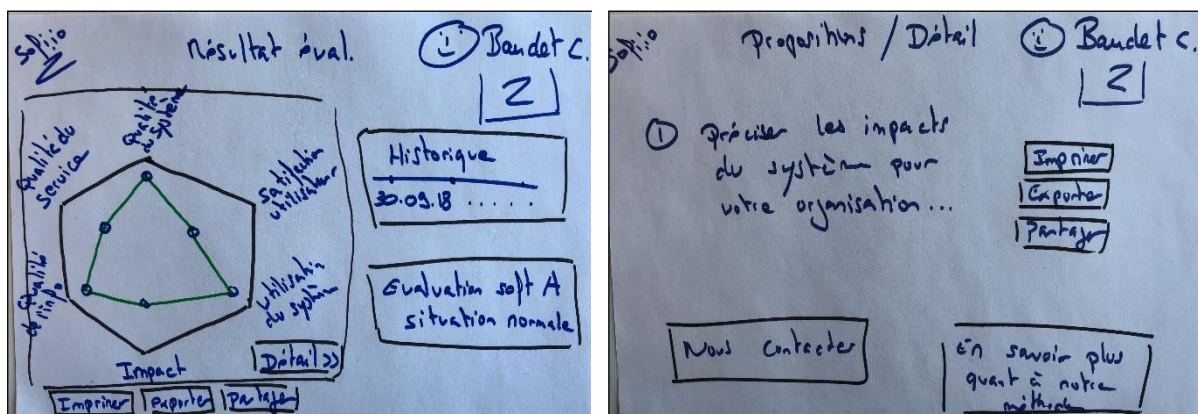 Résultat éval.
Baudet C.
2
Qualité
du système
Qualité du
service
Satisfaction
utilisateur
Qualité
de l'info.
Utilisation
du système
Impact
Détail >>
Imprimer
Exporter
Partager
Historique
30.09.18 ......
Evaluation soft A
situation normale
Propositions / Détail
Baudet C.
2
① Préciser les impacts
du système pour
votre organisation...
Imprimer
Exporter
Partager
Nous contacter
En savoir plus
quant à notre
méthode